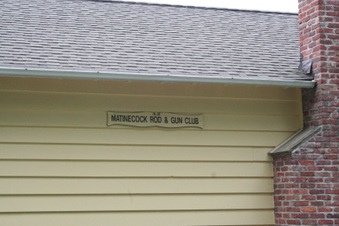 MATINECOCK ROD & GUN CLUB